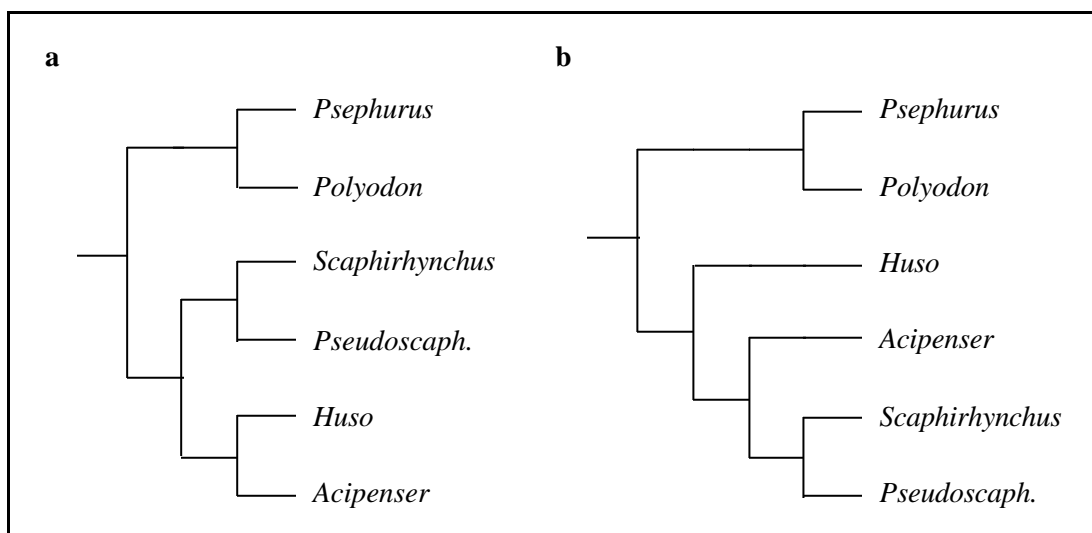 a
Psephurus
Polyodon
Scaphirhynchus
Pseudoscaph.
Huso
Acipenser
b
Psephurus
Polyodon
Huso
Acipenser
Scaphirhynchus
Pseudoscaph.